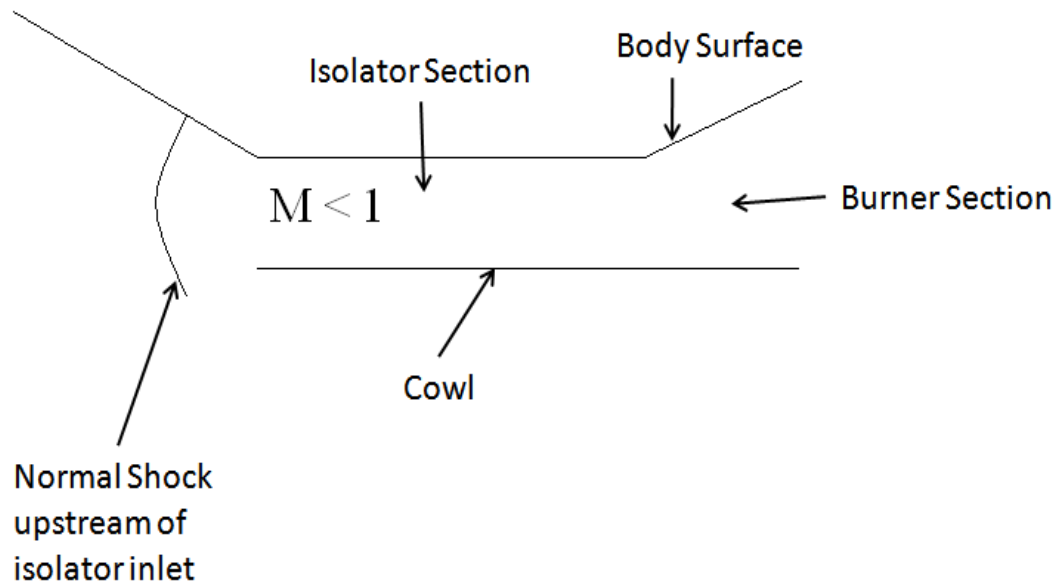 Body Surface
Isolator Section
M < 1
Burner Section
Cowl
Normal Shock
upstream of
isolator inlet